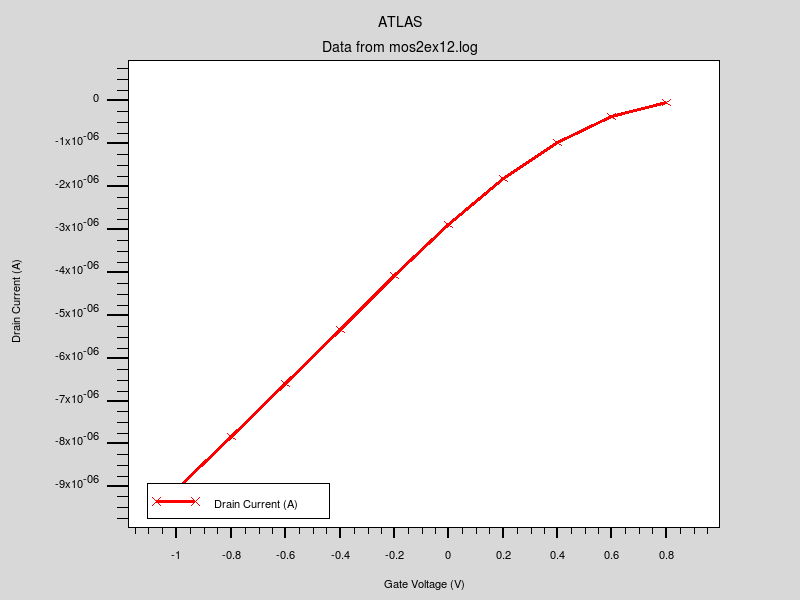 ATLAS
Data from mos2ex12.log
Drain Current (A)
0
-1x10-06
-2x10-06
-3x10-06
-4x10-06
-5x10-06
-6x10-06
-7x10-06
-8x10-06
-9x10-06
Drain Current (A)
-1 -0.8 -0.6 -0.4 -0.2 0 0.2 0.4 0.6 0.8
Gate Voltage (V)